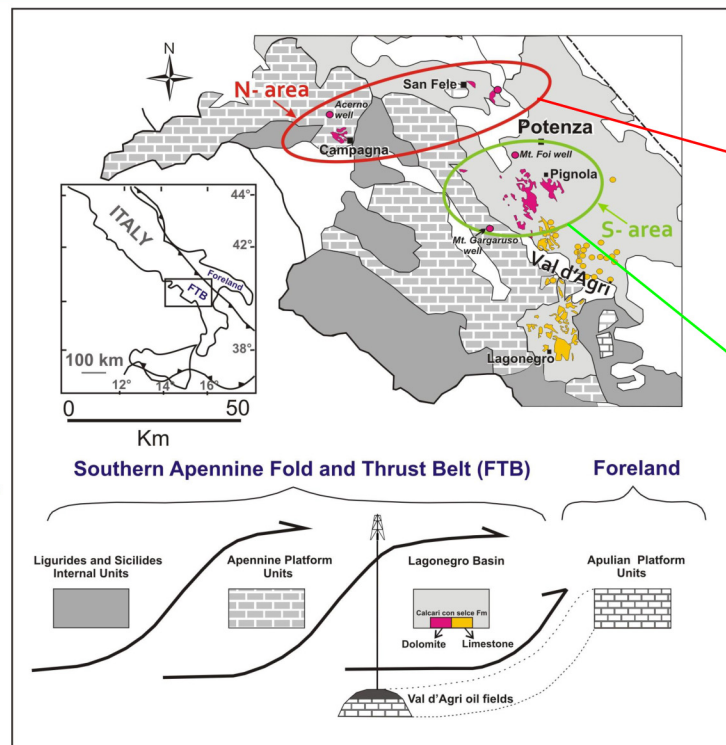 N
N- area
Acerno
well
San Fele
Campagna
Potenza
Mt. Foi well
Pignola
S- area
Mt. Gargaruso
well
Val d'Agri
Lagonegro
44°
ITALY
42°
Foreland
FTB
38°
100 km
12°
14°
16°
0
50
Km
Southern Apennine Fold and Thrust Belt (FTB)
Foreland
Ligurides and Sicilides
Internal Units
Apennine Platform
Units
Lagonegro Basin
Apulian Platform
Units
Calcari con selce Fm
Dolomite
Limestone
Val d'Agri oil fields